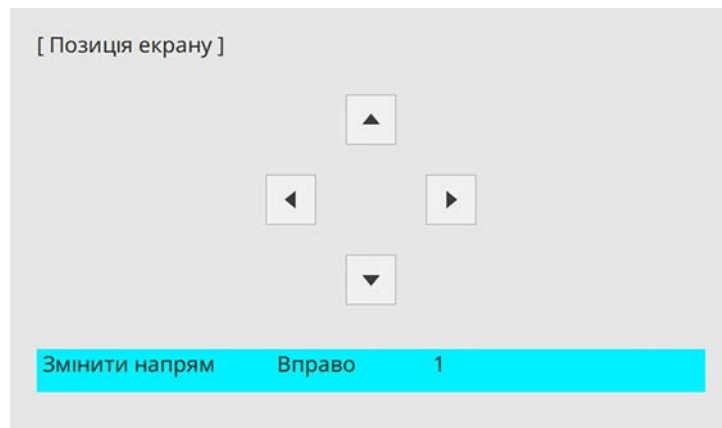 [ Позиція екрану ]
Змінити напрям Вправо 1